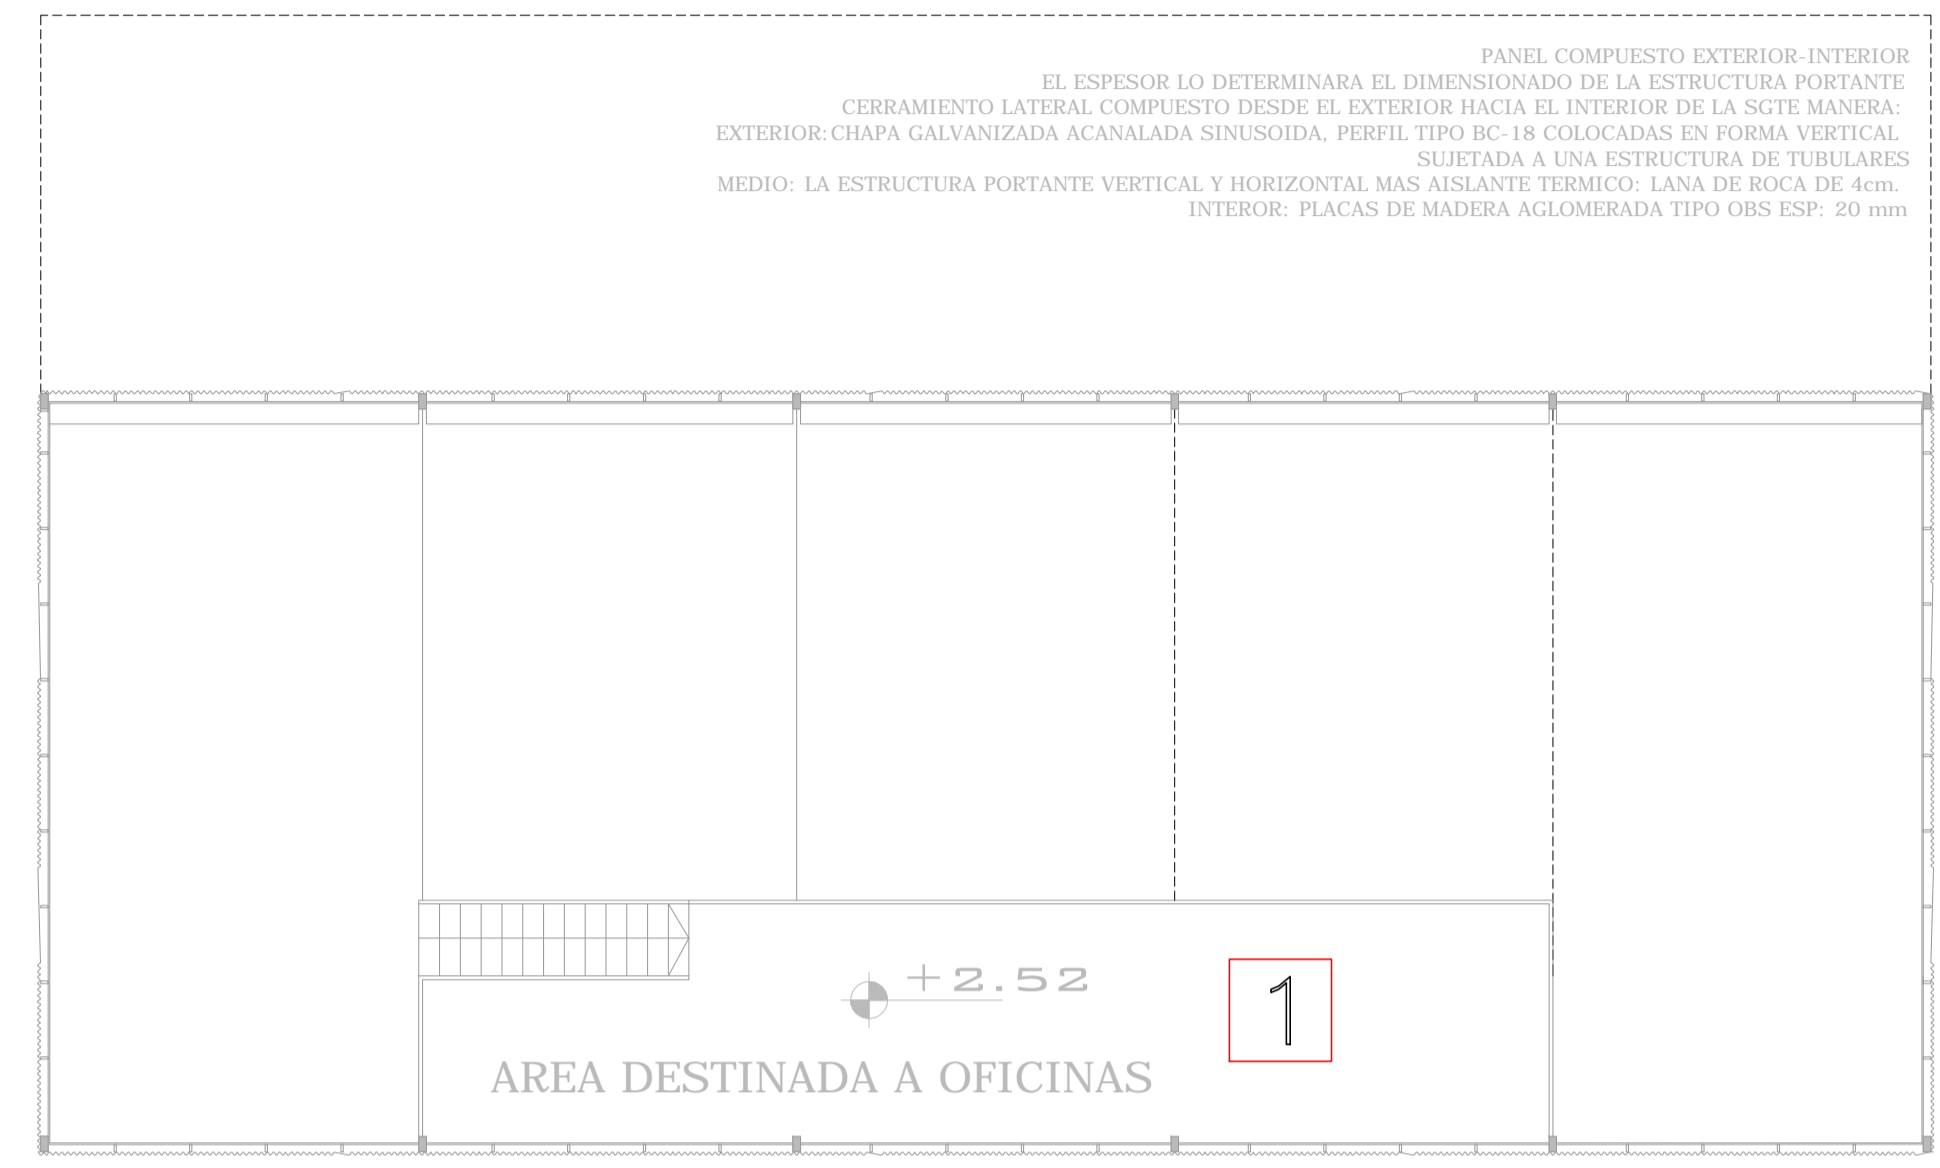 PANEL COMPUESTO EXTERIOR-INTERIOR
EL ESPESOR LO DETERMINARA EL DIMENSIONADO DE LA ESTRUCTURA PORTANTE
CERRAMIENTO LATERAL COMPUESTO DESDE EL EXTERIOR HACIA EL INTERIOR DE LA SGTE MANERA:
EXTERIOR: CHAPA GALVANIZADA ACANALADA SINUSOIDA, PERFIL TIPO BC-18 COLOCADAS EN FORMA VERTICAL
SUJETADA A UNA ESTRUCTURA DE TUBULARES
MEDIO: LA ESTRUCTURA PORTANTE VERTICAL Y HORIZONTAL MAS AISLANTE TERMICO: LANA DE ROCA DE 4cm.
INTEROR: PLACAS DE MADERA AGLOMERADA TIPO OBS ESP: 20 mm
+2.52
1
AREA DESTINADA A OFICINAS